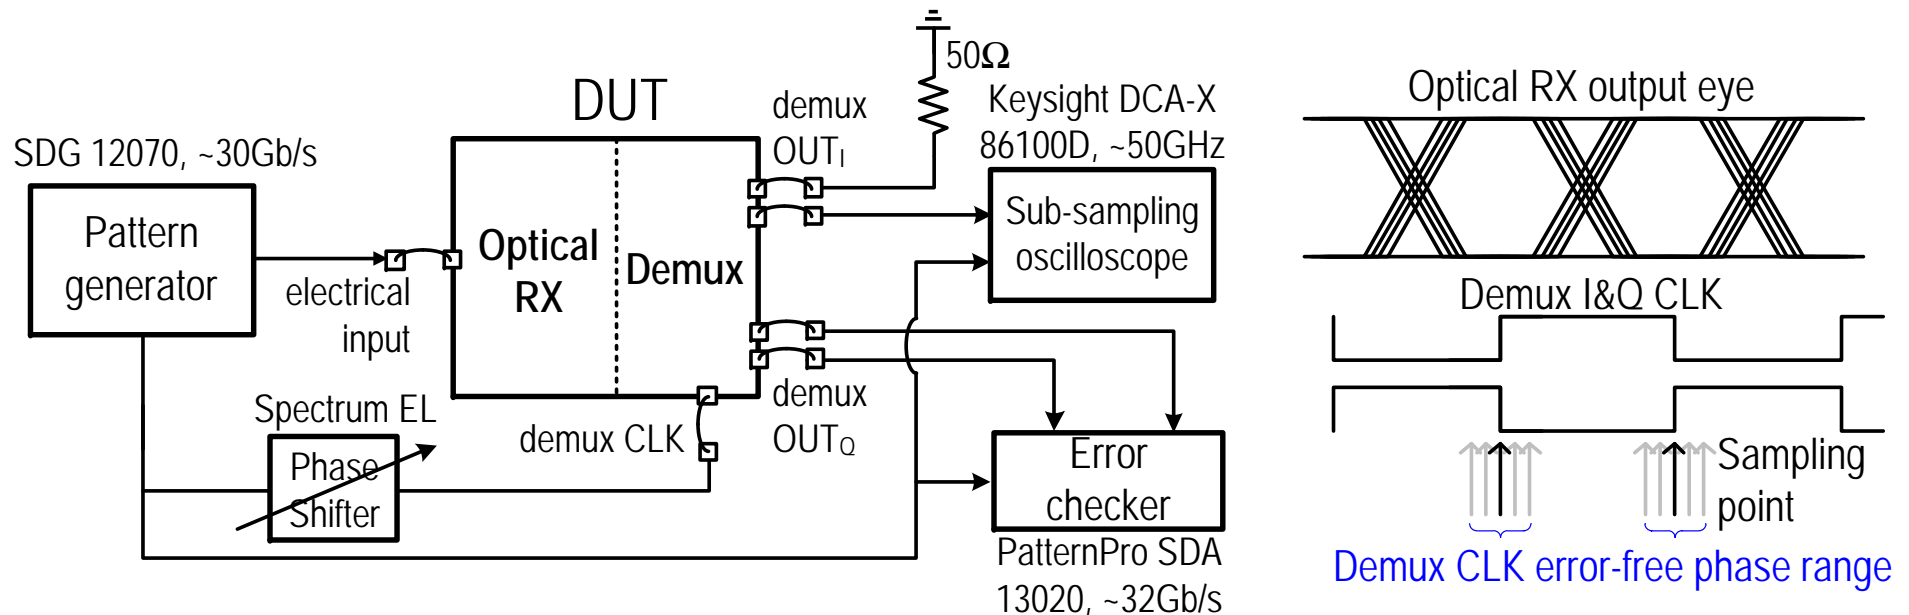 SDG 12070, ~30Gb/s
Pattern
generator
electrical
input
Spectrum EL
Phase
Shifter
DUT
Optical
RX
Demux
demux CLK
demux
OUTI
demux
OUTQ
50Ω
Keysight DCA-X
86100D, ~50GHz
Sub-sampling
oscilloscope
Error
checker
PatternPro SDA
13020, ~32Gb/s
Optical RX output eye
Demux I&Q CLK
Sampling
point
Demux CLK error-free phase range